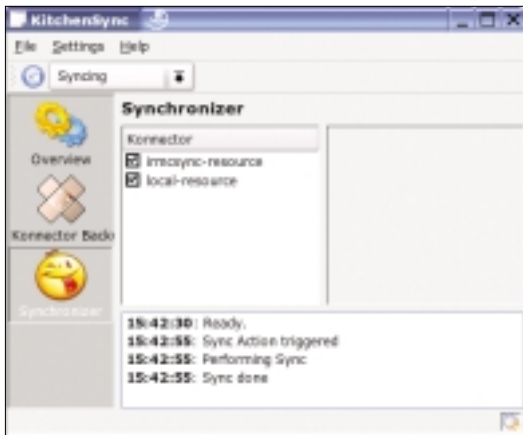 KitchenSync
File Settings Help
Syncing
Overview
Konnector Back
Synchronizer
Synchronizer
Konnector
irmcsync-resource
local-resource
15:42:30: Ready.
15:42:55: Sync Action triggered
15:42:55: Performing Sync
15:42:55: Sync done